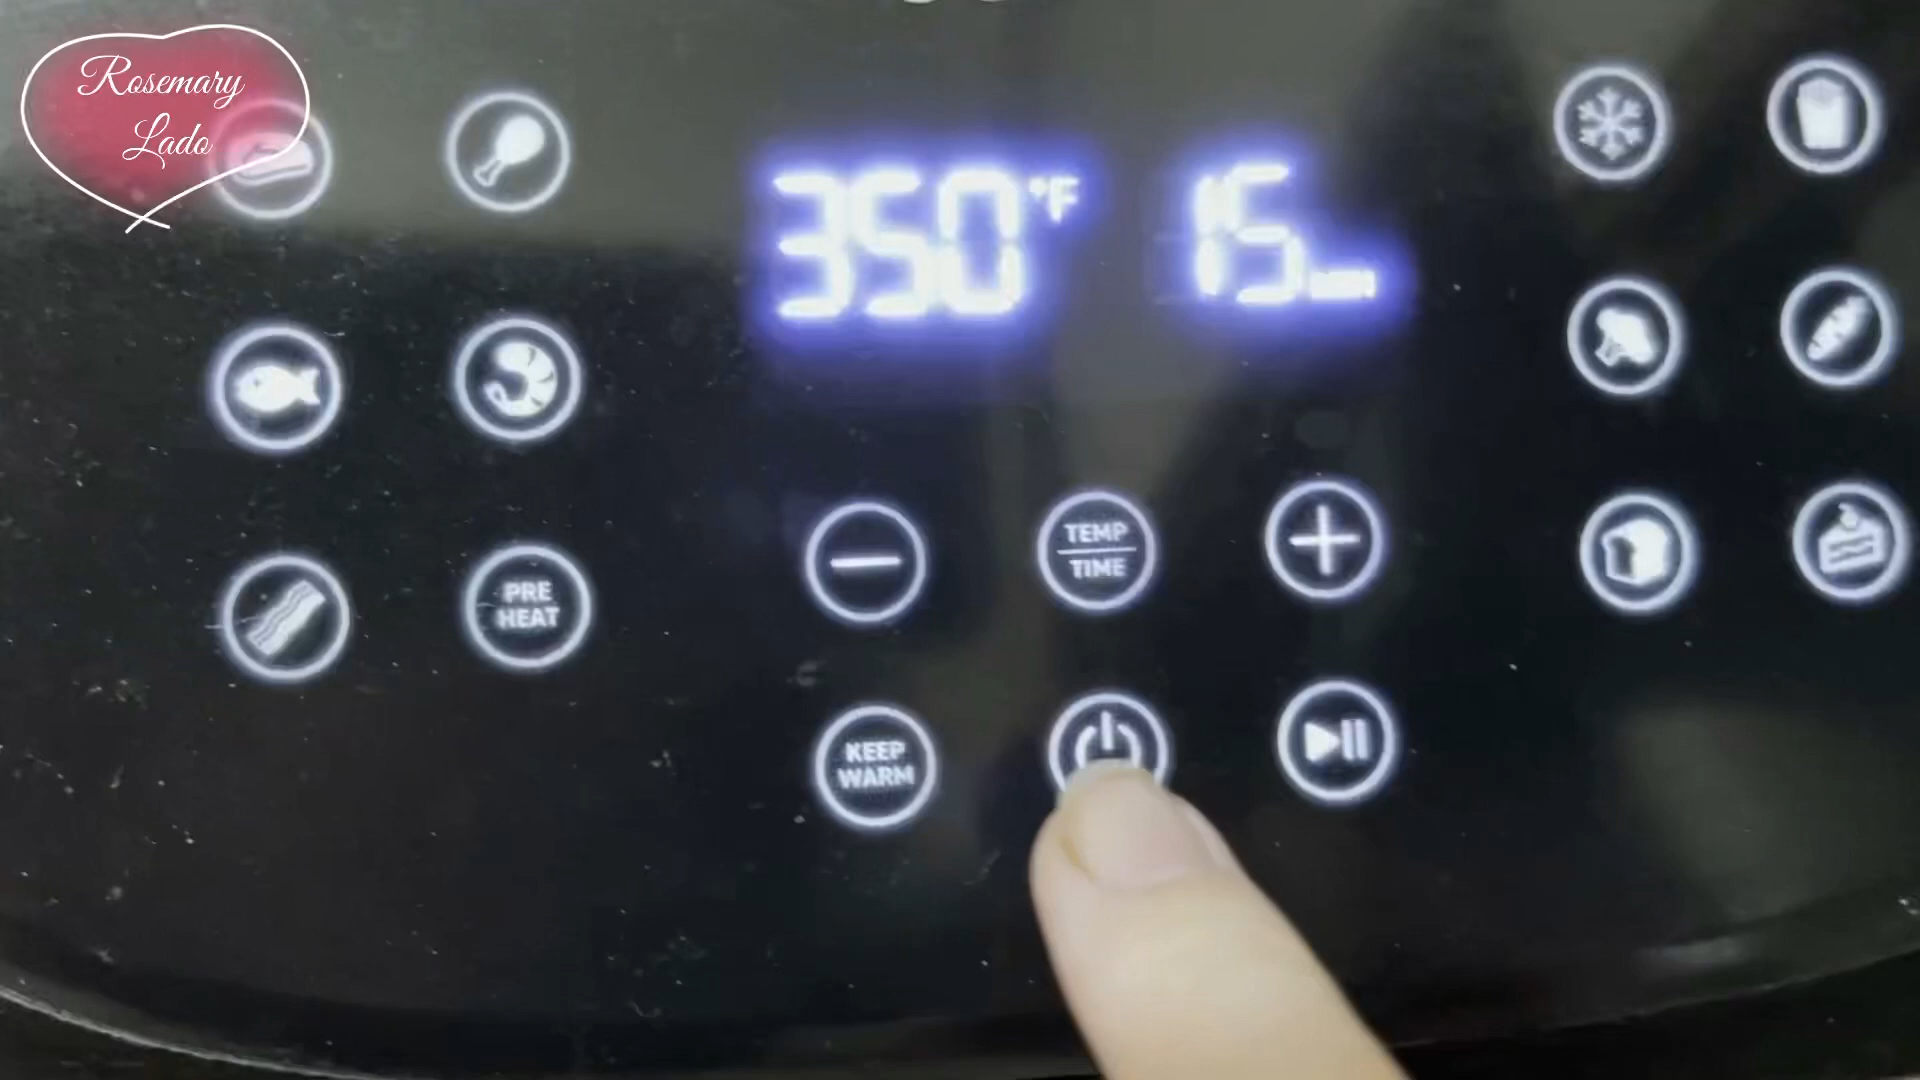 Rosemary
Lado
350°F 15
TEMP
TIME
PRE
HEAT
KEEP
WARM